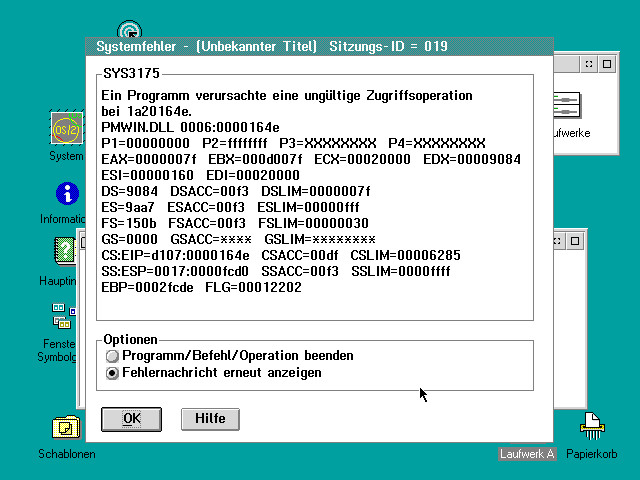 Systemfehler - (Unbekannter Titel) Sitzungs-ID = 019
SYS3175
Ein Programm verursachte eine ungültige Zugriffsoperation
bei 1a20164e.
PMWIN.DLL 0006:0000164e
P1=00000000 P2=ffffffff P3=XXXXXXXX P4=XXXXXXXX
EAX=0000007f EBX=000d007f ECX=00020000 EDX=00009084
ESI=00000160 EDI=00020000
DS=9084 DSACC=00f3 DSLIM=0000007f
ES=9aa7 ESACC=00f3 ESLIM=00000fff
FS=150b FSACC=00f3 FSLIM=00000030
GS=0000 GSACC=**** GSLIM=********
CS:EIP=d107:0000164e CSACC=00df CSLIM=00006285
SS:ESP=0017:0000fcd0 SSACC=00f3 SSLIM=0000ffff
EBP=0002fcde FLG=00012202
Optionen
Programm/Befehl/Operation beenden
Fehlernachricht erneut anzeigen
OK Hilfe
OS(2)
System
Informatio
Hauptin
Fenste
Symbolg
Schablonen
erke
Laufwerk A
Papierkorb